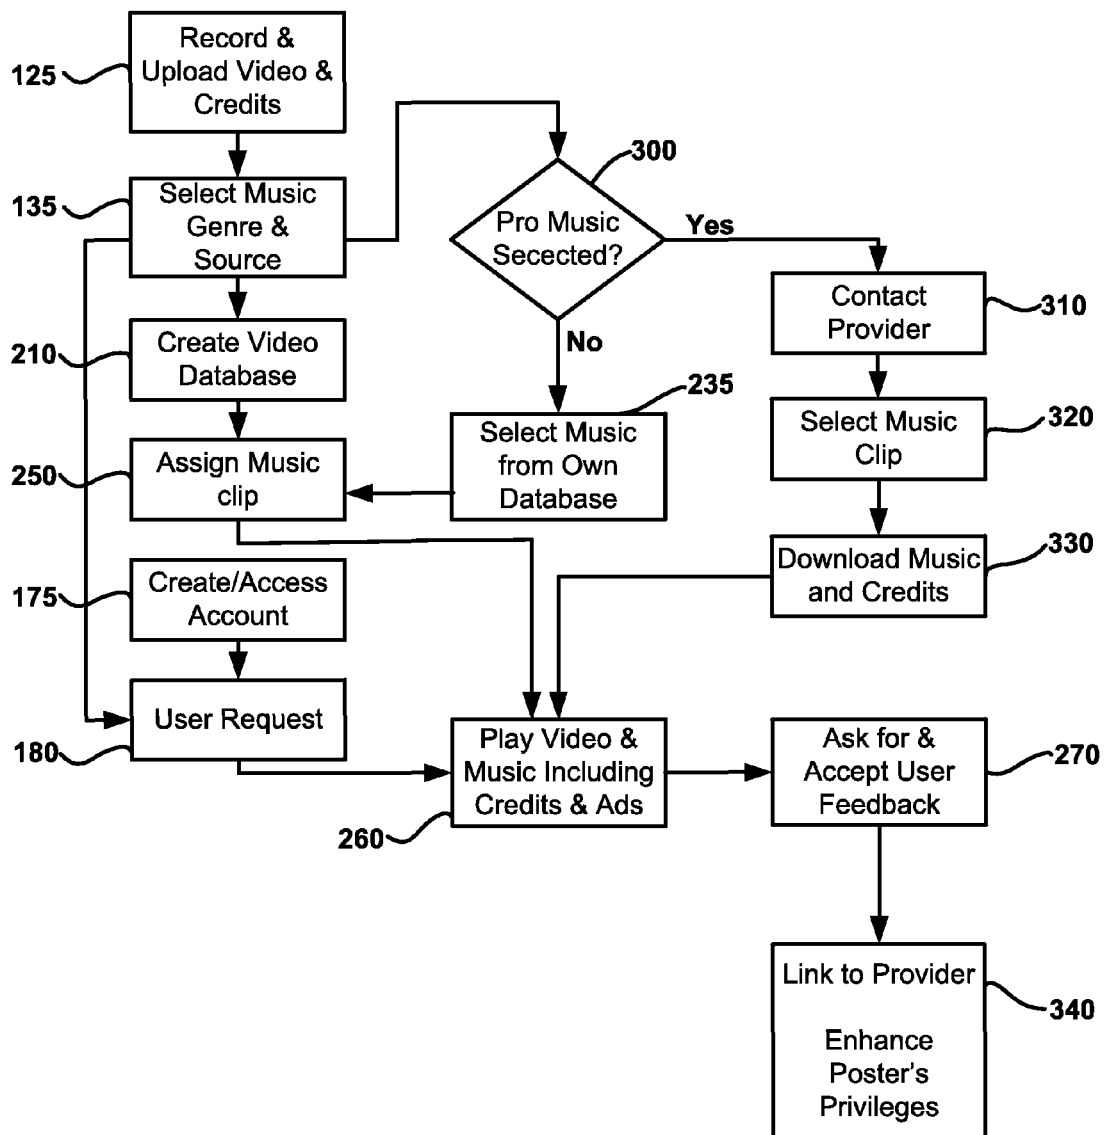 Record &
Upload Video &
Credits
125
Select Music
Genre &
Source
135
300
Pro Music
Secected?
Yes
No
Contact
Provider
310
Create Video
Database
210
235
Select Music
from Own
Database
Select Music
Clip
320
Assign Music
clip
250
Download Music
and Credits
330
Create/Access
Account
175
User Request
180
Play Video &
Music Including
Credits & Ads
260
Ask for &
Accept User
Feedback
270
Link to Provider
Enhance
Poster's
Privileges
340